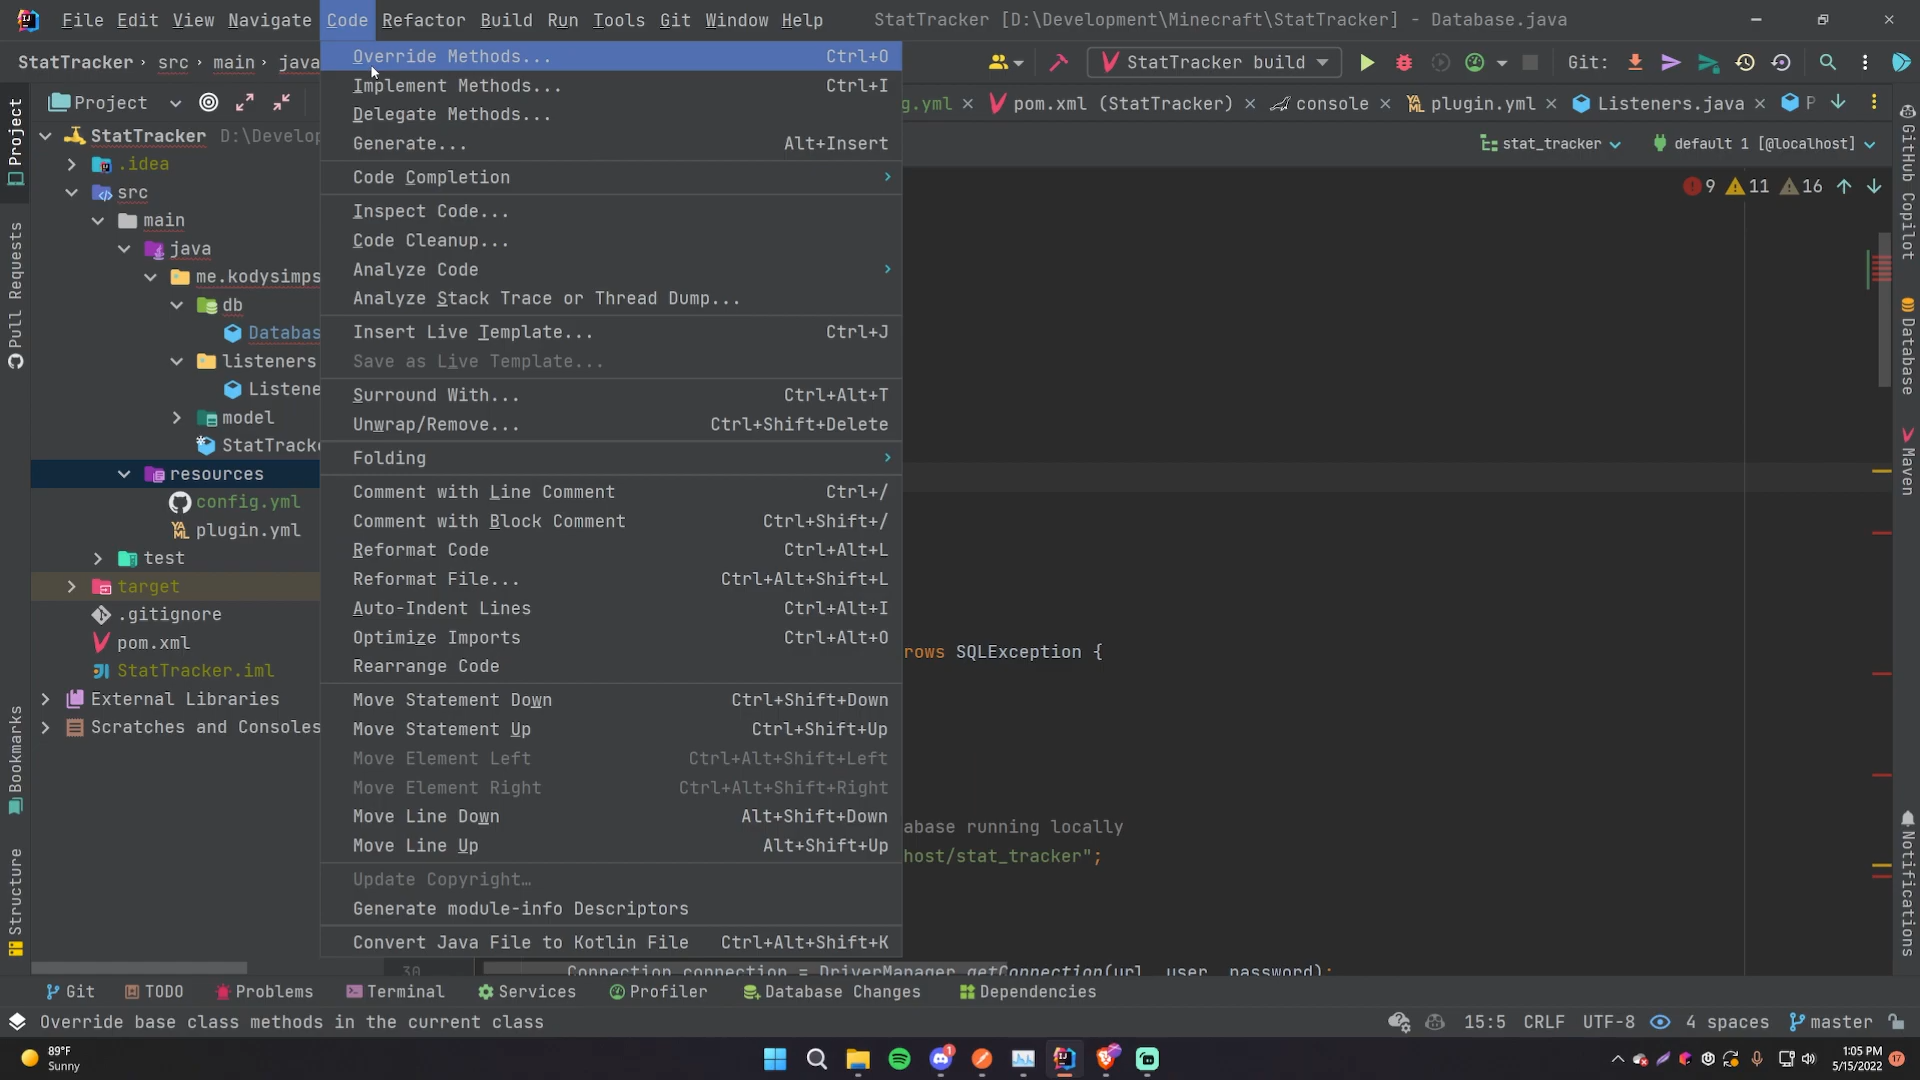 File Edit View Navigate Code Refactor Build Run Tools Git Window Help StatTracker [D:\Development\Minecraft\StatTracker] - Database.java
StatTracker src main java StatTracker build Git:
Project g.yml pom.xml (StatTracker) console plugin.yml Listeners.java P
stat_tracker default 1 [@localhost]
9 11 16
StatTracker D:\Develop
.idea
src
main
java
me.kodysimps
db
Databas
listeners
Listene
model
StatTracke
resources
config.yml
plugin.yml
test
target
.gitignore
pom.xml
StatTracker.iml
External Libraries
Scratches and Consoles
Override Methods... Ctrl+O
Implement Methods... Ctrl+I
Delegate Methods...
Generate... Alt+Insert
Code Completion
Inspect Code...
Code Cleanup...
Analyze Code
Analyze Stack Trace or Thread Dump...
Insert Live Template... Ctrl+J
Save as Live Template...
Surround With... Ctrl+Alt+T
Unwrap/Remove... Ctrl+Shift+Delete
Folding
Comment with Line Comment Ctrl+/
Comment with Block Comment Ctrl+Shift+/
Reformat Code Ctrl+Alt+L
Reformat File... Ctrl+Alt+Shift+L
Auto-Indent Lines Ctrl+Alt+I
Optimize Imports Ctrl+Alt+O
Rearrange Code
Move Statement Down Ctrl+Shift+Down
Move Statement Up Ctrl+Shift+Up
Move Element Left Ctrl+Alt+Shift+Left
Move Element Right Ctrl+Alt+Shift+Right
Move Line Down Alt+Shift+Down
Move Line Up Alt+Shift+Up
Update Copyright…
Generate module-info Descriptors
Convert Java File to Kotlin File Ctrl+Alt+Shift+K
rows SQLException {
abase running locally
host/stat_tracker";
30 Connection connection = DriverManager.getConnection(url, user, password);
Project
Pull Requests
Bookmarks
Structure
GitHub Copilot
Database
Maven
Notifications
Git TODO Problems Terminal Services Profiler Database Changes Dependencies
Override base class methods in the current class 15:5 CRLF UTF-8 4 spaces master
89°F
Sunny
1
1:05 PM
5/15/2022
17